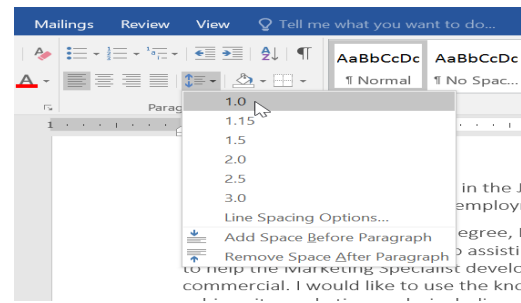 Mailings Review View Tell me what you want to do...
AaBbCcDc AaBbCcDc
¶ Normal ¶ No Spac...
Parag
1
1.0
1.15
1.5
2.0
2.5
3.0
Line Spacing Options...
Add Space Before Paragraph
Remove Space After Paragraph
in the
employ
egree,
assisti
to help the Marketing Specialist develo
commercial. I would like to use the kno